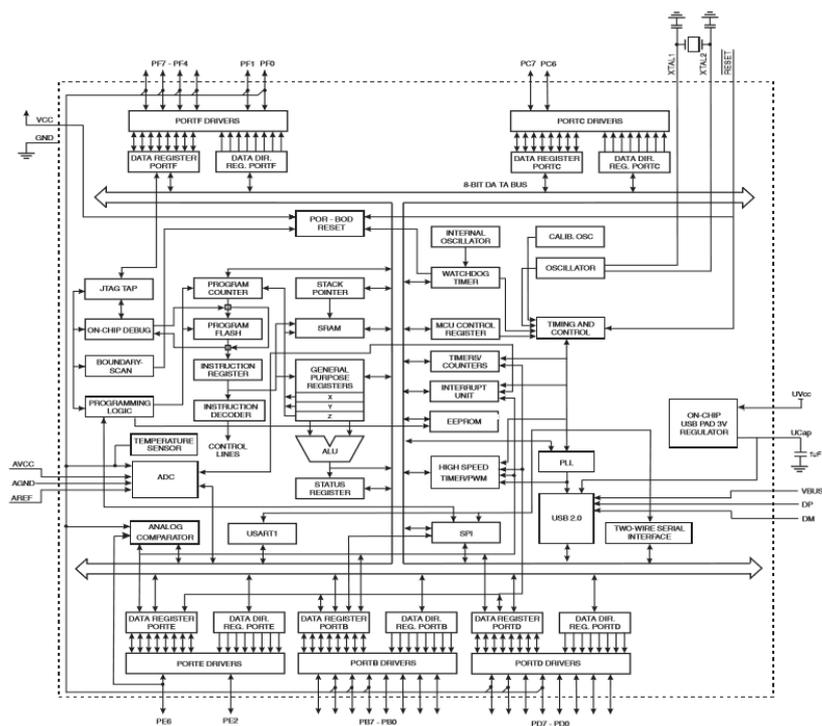 XTAL1
XTAL2
RESET
PF7 - PF4
PF1
PF0
PC7
PC6
VCC
GND
PORTF DRIVERS
PORTC DRIVERS
DATA REGISTER
PORTF
DATA DIR.
REG. PORTF
DATA REGISTER
PORTC
DATA DIR.
REG. PORTC
8-BIT DA TA BUS
POR - BOD
RESET
INTERNAL
OSCILLATOR
CALIB. OSC
WATCHDOG
TIMER
OSCILLATOR
JTAG TAP
PROGRAM
COUNTER
STACK
POINTER
ON-CHIP DEBUG
PROGRAM
FLASH
SRAM
MCU CONTROL
REGISTER
TIMING AND
CONTROL
BOUNDARY-
SCAN
INSTRUCTION
REGISTER
GENERAL
PURPOSE
REGISTERS
X
Y
Z
TIMERS/
COUNTERS
INTERRUPT
UNIT
PROGRAMMING
LOGIC
INSTRUCTION
DECODER
EEPROM
ON-CHIP
USB PAD 3V
REGULATOR
UVcc
UCap
1uF
TEMPERATURE
SENSOR
CONTROL
LINES
ALU
AVCC
AGND
AREF
ADC
STATUS
REGISTER
HIGH SPEED
TIMER/PWM
PLL
VBUS
DP
DM
ANALOG
COMPARATOR
USART1
SPI
USB 2.0
TWO-WIRE SERIAL
INTERFACE
DATA REGISTER
PORTE
DATA DIR.
REG. PORTE
DATA REGISTER
PORTB
DATA DIR.
REG. PORTB
DATA REGISTER
PORTD
DATA DIR.
REG. PORTD
PORTE DRIVERS
PORTB DRIVERS
PORTD DRIVERS
PE6
PE2
PB7 - PB0
PD7 - PD0